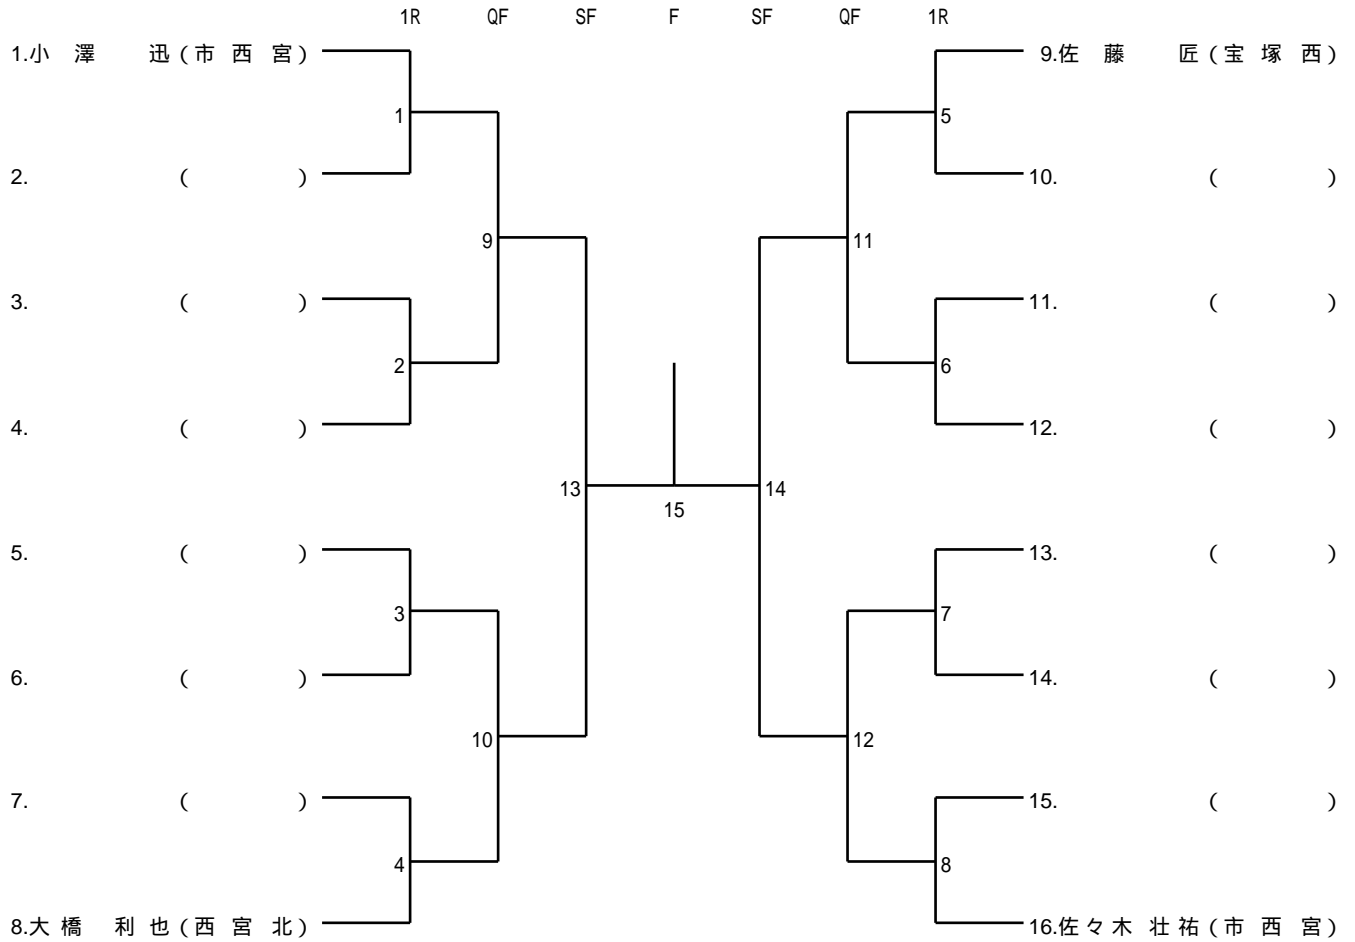 1R QF SF F SF QF 1R
1.小 澤 迅 ( 市 西 宮 ) 9.佐 藤 匠 ( 宝 塚 西 )
1 5
2. ( ) 10. ( )
9 11
3. ( ) 11. ( )
2 6
4. ( ) 12. ( )
13 14
15
5. ( ) 13. ( )
3 7
6. ( ) 14. ( )
10 12
7. ( ) 15. ( )
4 8
8.大 橋 利 也 ( 西 宮 北 ) 16.佐 々 木 壮 祐 ( 市 西 宮 )